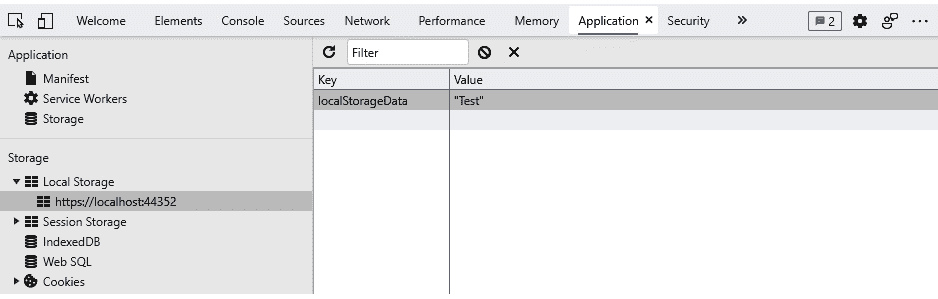 Welcome Elements Console Sources Network Performance Memory Application Security 2
Application
Manifest
Service Workers
Storage
Storage
Local Storage
https://localhost:44352
Session Storage
IndexedDB
Web SQL
Cookies
Filter
Key Value
localStorageData "Test"